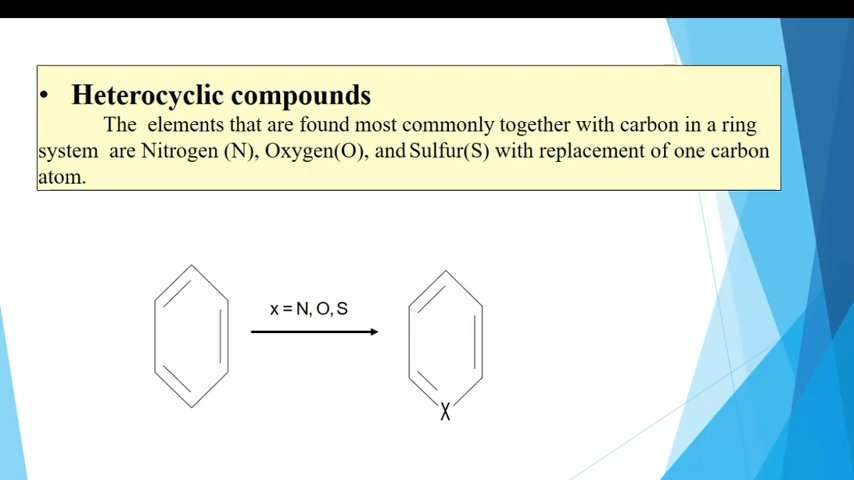 • Heterocyclic compounds
The elements that are found most commonly together with carbon in a ring
system are Nitrogen (N), Oxygen(O), and Sulfur(S) with replacement of one carbon
atom.
x = N, O, S
X